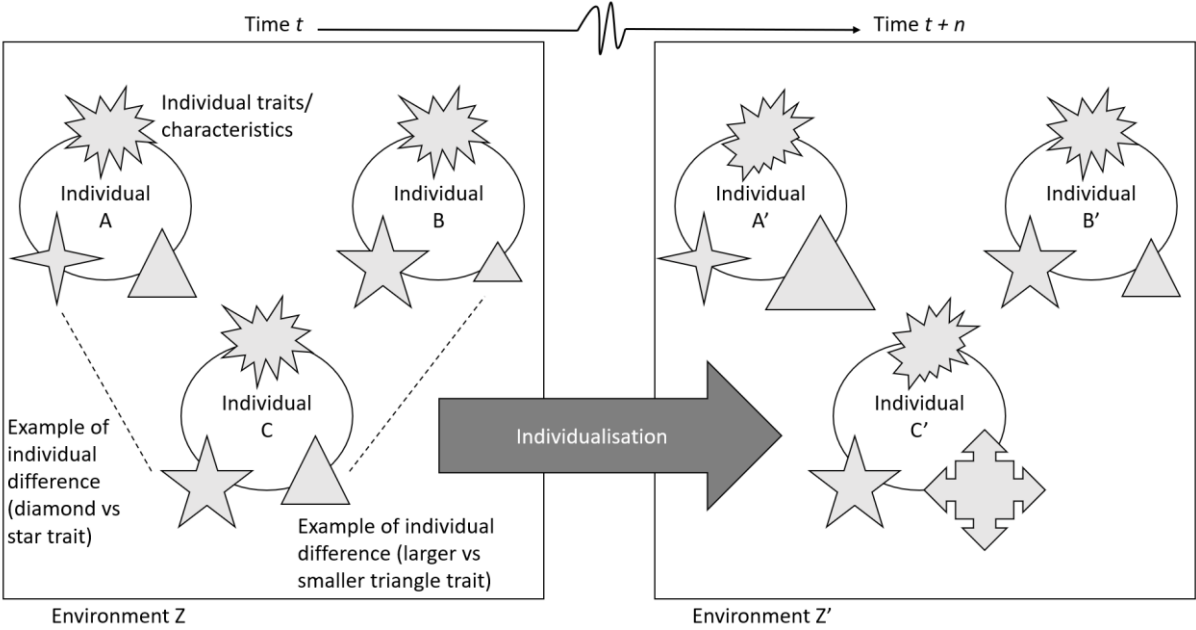 Time t
Time t + n
Individual traits/
characteristics
Individual
A
Individual
B
Individual
C
Example of
individual
difference
(diamond vs
star trait)
Example of individual
difference (larger vs
smaller triangle trait)
Environment Z
Individualisation
Individual
A′
Individual
B′
Individual
C′
Environment Z′